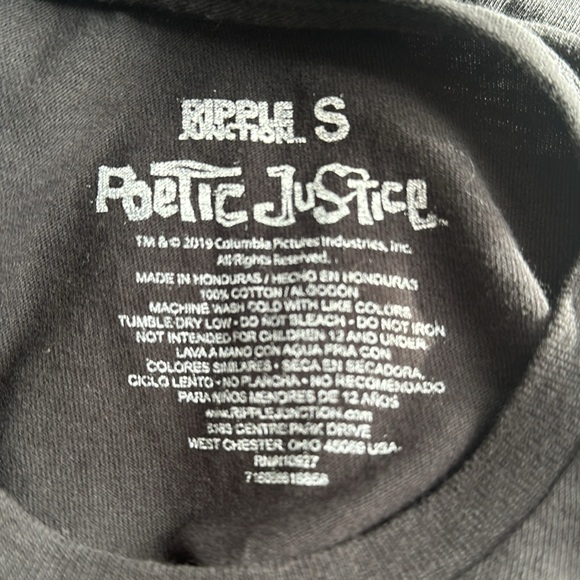 RIPPLE
JUNCTION S
POETIC JUSTICE™
TM & © 2019 Columbia Pictures Industries, Inc.
All Rights Reserved.
MADE IN HONDURAS / HECHO EN HONDURAS
100% COTTON / ALGODON
MACHINE WASH COLD WITH LIKE COLORS
TUMBLE DRY LOW • DO NOT BLEACH • DO NOT IRON
NOT INTENDED FOR CHILDREN 12 AND UNDER
LAVA A MANO CON AQUA FRIA CON
COLORES SIMILARES • SECA EN SECADORA,
CICLO LENTO • NO PLANCHA • NO RECOMENDADO
PARA NIÑOS MENORES DE 12 AÑOS
www.RIPPLEJUNCTION.com
CENTRE PARK DRIVE
WEST CHESTER, OHIO 45069 USA